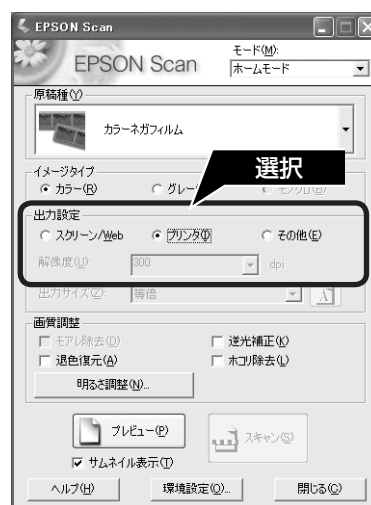 EPSON Scan
EPSON Scan
モード(M):
ホームモード
原稿種(Y)
カラーネガフィルム
イメージタイプ
カラー(R)
グレー
選択
出力設定
スクリーン/Web プリンタ(I) その他(E)
解像度(U): 300 dpi
出力サイズ(Z): 等倍
画質調整
モアレ除去(D) 逆光補正(K)
退色復元(A) ホコリ除去(L)
明るさ調整(N)...
プレビュー(P) スキャン(S)
サムネイル表示(T)
ヘルプ(H) 環境設定(O)... 閉じる(C)